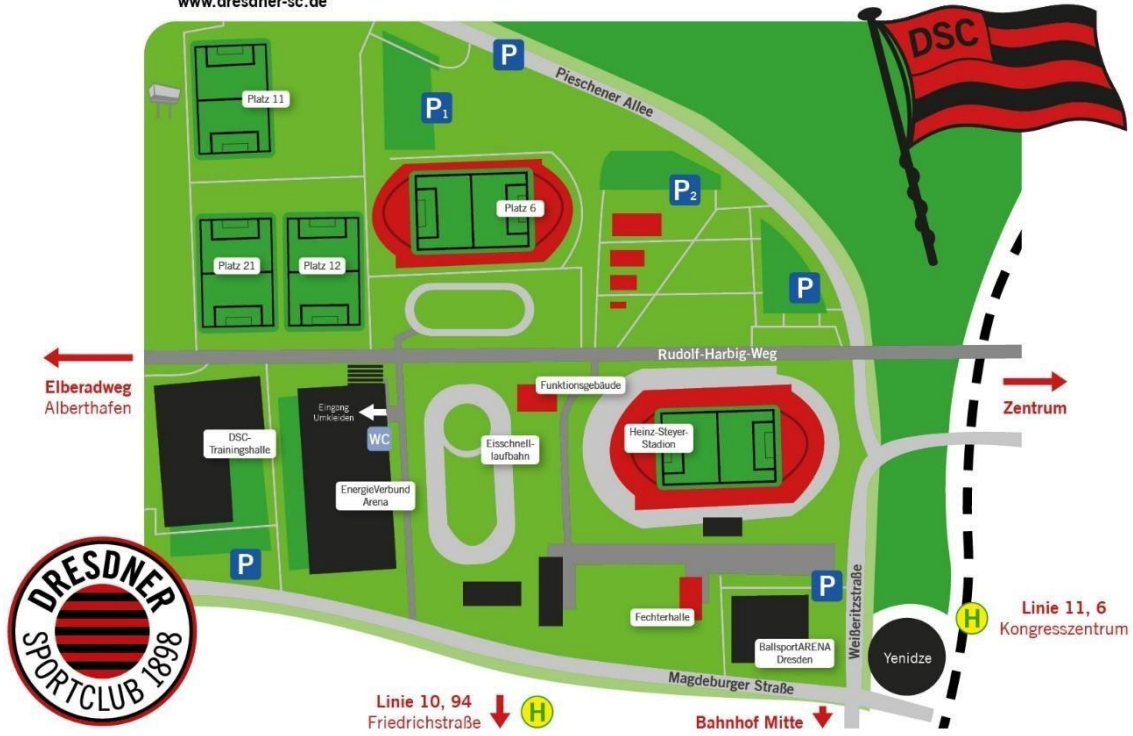 www.dresdner-sc.de
DSC
P
Pieschener Allee
Platz 11
P1
P2
Platz 6
Platz 21
Platz 12
P
Rudolf-Harbig-Weg
Elberadweg
Alberthafen
Zentrum
Funktionsgebäude
Eingang
Umkleiden
WC
DSC-
Trainingshalle
Eisschnell-
laufbahn
Heinz-Steyer-
Stadion
EnergieVerbund
Arena
P
P
Weißeritzstraße
Fechterhalle
BallsportARENA
Dresden
Yenidze
H
Linie 11, 6
Kongresszentrum
DRESDNER
SPORTCLUB 1898
Magdeburger Straße
Linie 10, 94
Friedrichstraße
H
Bahnhof Mitte